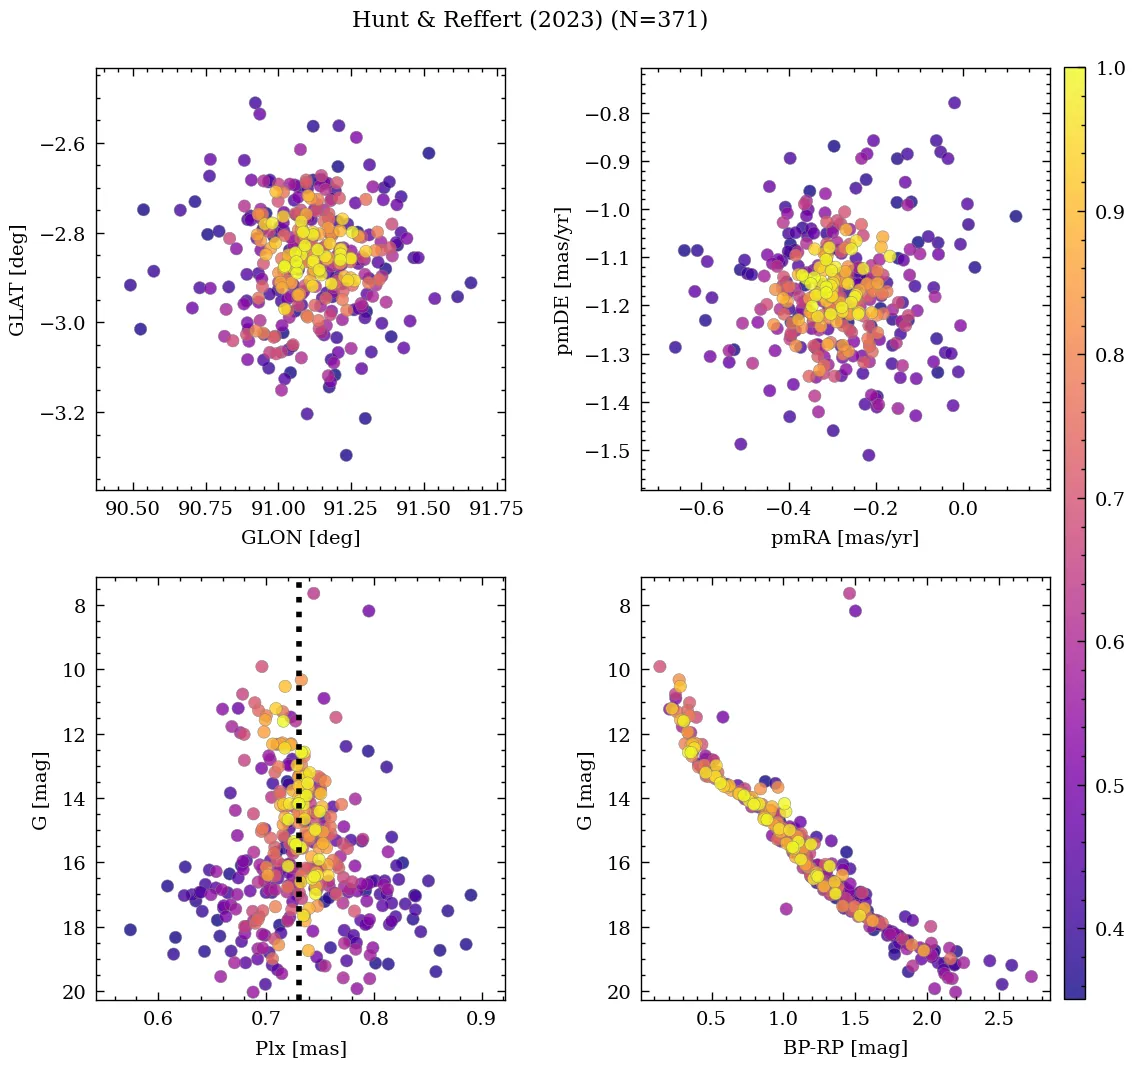 Hunt & Reffert (2023) (N=371)
−2.6
−2.8
−3.0
−3.2
GLAT [deg]
90.50 90.75 91.00 91.25 91.50 91.75
GLON [deg]
−0.8
−0.9
−1.0
−1.1
−1.2
−1.3
−1.4
−1.5
pmDE [mas/yr]
−0.6 −0.4 −0.2 0.0
pmRA [mas/yr]
1.0
0.9
0.8
0.7
0.6
0.5
0.4
8
10
12
14
16
18
20
G [mag]
0.6 0.7 0.8 0.9
Plx [mas]
8
10
12
14
16
18
20
G [mag]
0.5 1.0 1.5 2.0 2.5
BP-RP [mag]